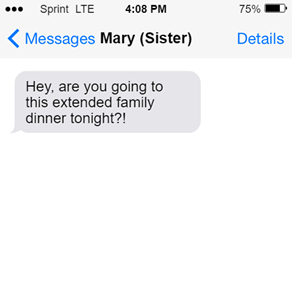 Sprint LTE 4:08 PM 75%
Messages Mary (Sister) Details
Hey, are you going to
this extended family
dinner tonight?!